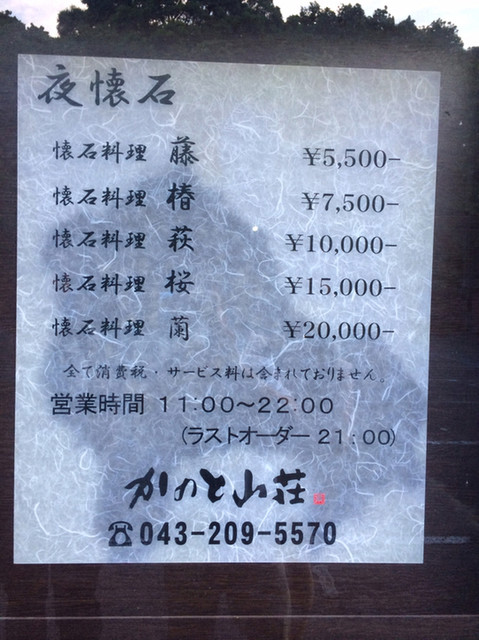 夜懐石
懐石料理 藤 ¥5,500-
懐石料理 椿 ¥7,500-
懐石料理 萩 ¥10,000-
懐石料理 桜 ¥15,000-
懐石料理 蘭 ¥20,000-
全て消費税・サービス料は含まれておりません。
営業時間 11:00〜22:00
(ラストオーダー 21:00)
かのと山荘
☎043-209-5570